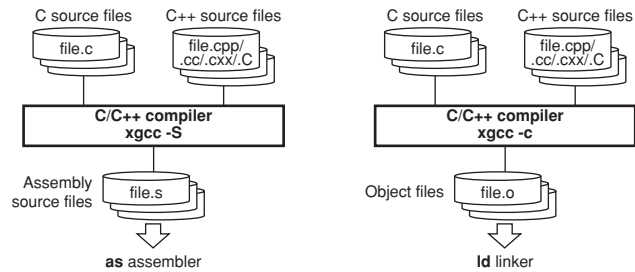 C source files
C++ source files
file.c
file.cpp/
.cc/.cxx/.C
C/C++ compiler
xgcc -S
Assembly
source files
file.s
as assembler
C source files
C++ source files
file.c
file.cpp/
.cc/.cxx/.C
C/C++ compiler
xgcc -c
Object files
file.o
ld linker